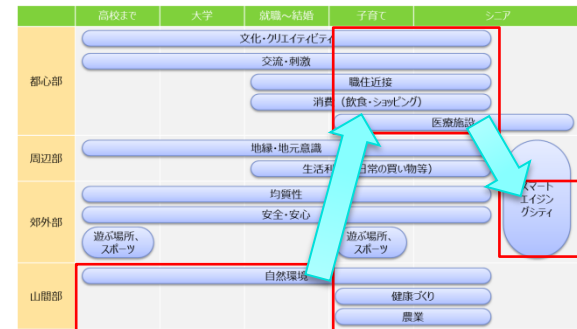 高校まで 大学 就職～結婚 子育て シニア
都心部
文化・クリエイティビティ
交流・刺激
職住近接
消費（飲食・ショッピング）
医療施設
周辺部
地縁・地元意識
生活利 日常の買い物等）
スマート
エイジン
グシティ
郊外部
均質性
安全・安心
遊ぶ場所、
スポーツ
遊ぶ場所、
スポーツ
山間部
自然環境
健康づくり
農業